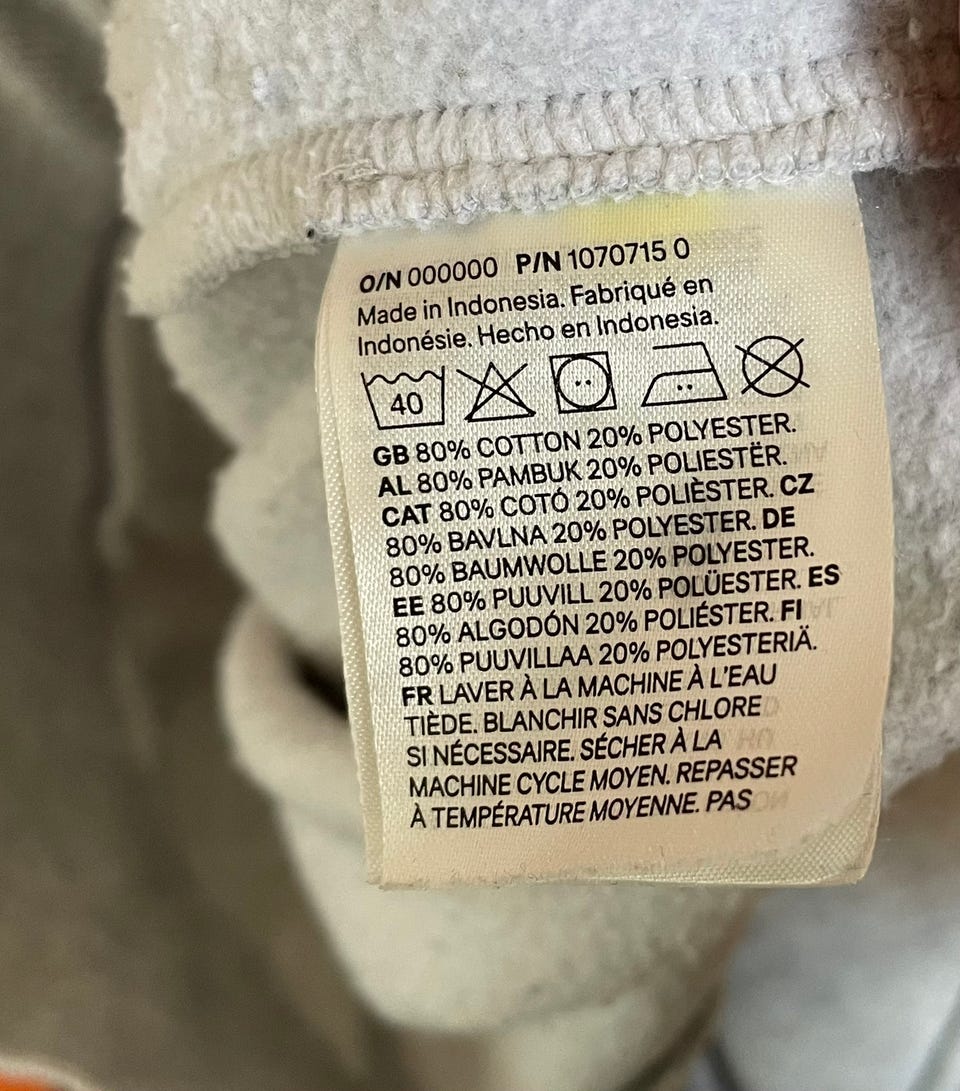 O/N 000000 P/N 1070715 0
Made in Indonesia. Fabriqué en
Indonésie. Hecho en Indonesia.
40
GB 80% COTTON 20% POLYESTER.
AL 80% PAMBUK 20% POLIESTËR.
CAT 80% COTÓ 20% POLIÈSTER. CZ
80% BAVLNA 20% POLYESTER. DE
80% BAUMWOLLE 20% POLYESTER.
EE 80% PUUVILL 20% POLÜESTER. ES
80% ALGODÓN 20% POLIÉSTER. FI
80% PUUVILLAA 20% POLYESTERIÄ.
FR LAVER À LA MACHINE À L'EAU
TIÈDE. BLANCHIR SANS CHLORE
SI NÉCESSAIRE. SÉCHER À LA
MACHINE CYCLE MOYEN. REPASSER
À TEMPÉRATURE MOYENNE. PAS